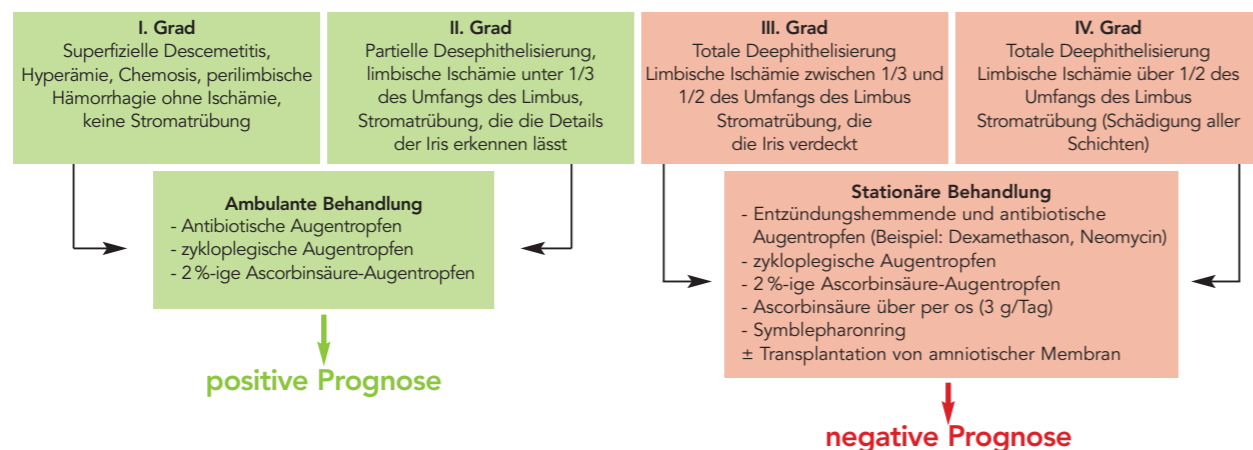 I. Grad
Superfizielle Descemetitis,
Hyperämie, Chemosis, perilimbische
Hämorrhagie ohne Ischämie,
keine Stromatrübung
II. Grad
Partielle Desephithelisierung,
limbische Ischämie unter 1/3
des Umfangs des Limbus,
Stromatrübung, die die Details
der Iris erkennen lässt
III. Grad
Totale Deephithelisierung
Limbische Ischämie zwischen 1/3 und
1/2 des Umfangs des Limbus
Stromatrübung, die
die Iris verdeckt
IV. Grad
Totale Deephithelisierung
Limbische Ischämie über 1/2 des
Umfangs des Limbus
Stromatrübung (Schädigung aller
Schichten)
Ambulante Behandlung
- Antibiotische Augentropfen
- zykloplegische Augentropfen
- 2 %-ige Ascorbinsäure-Augentropfen
positive Prognose
Stationäre Behandlung
- Entzündungshemmende und antibiotische
Augentropfen (Beispiel: Dexamethason, Neomycin)
- zykloplegische Augentropfen
- 2 %-ige Ascorbinsäure-Augentropfen
- Ascorbinsäure über per os (3 g/Tag)
- Symblepharonring
± Transplantation von amniotischer Membran
negative Prognose